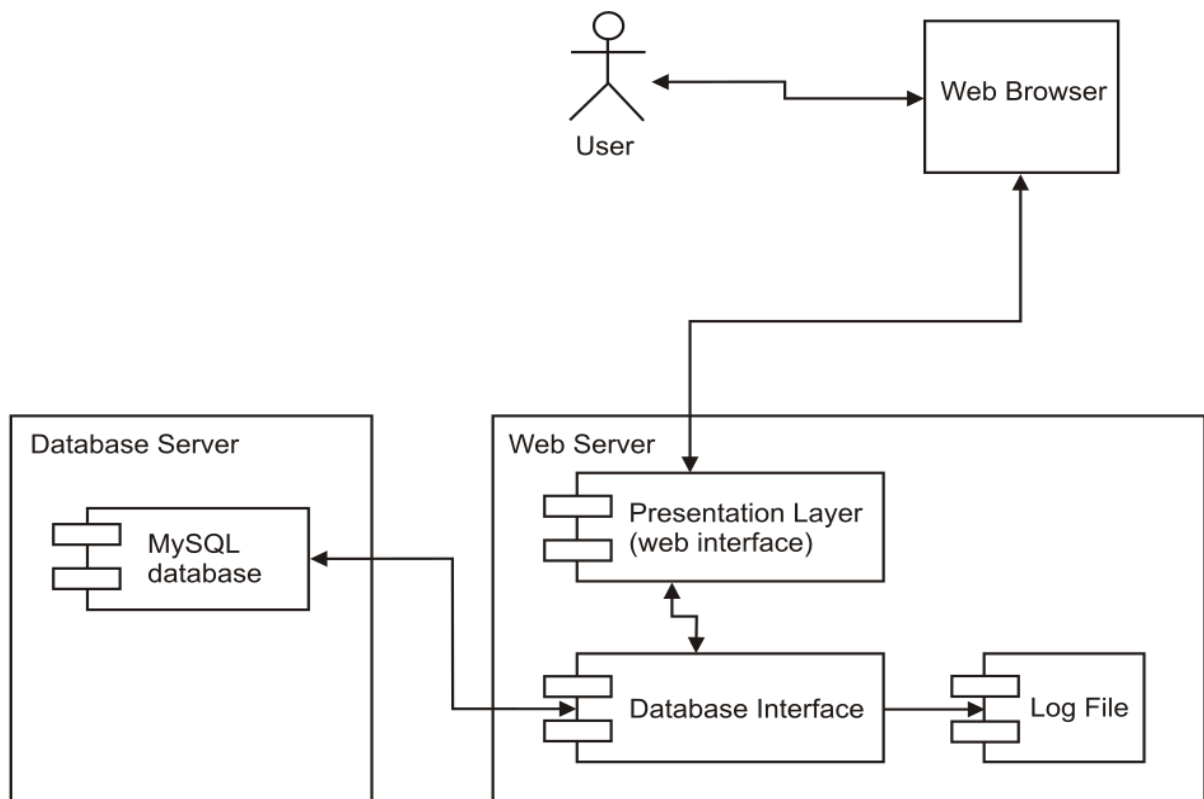 User
Web Browser
Database Server
MySQL
database
Web Server
Presentation Layer
(web interface)
Database Interface
Log File